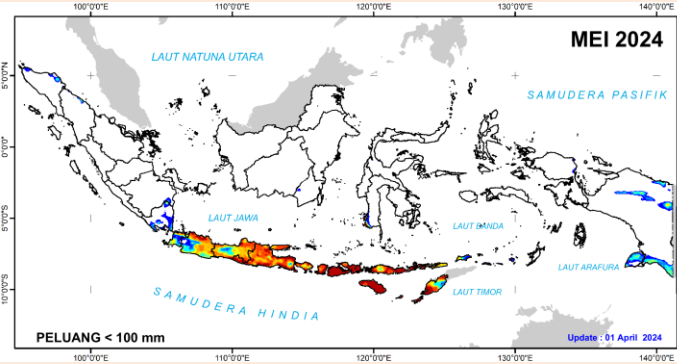 100°0'0"E 110°0'0"E 120°0'0"E 130°0'0"E 140°0'0"E
MEI 2024
LAUT NATUNA UTARA
5°0'0"N
SAMUDERA PASIFIK
0°0'0"
LAUT JAWA
5°0'0"S
LAUT BANDA
LAUT ARAFURA
10°0'0"S
LAUT TIMOR
SAMUDERA HINDIA
PELUANG < 100 mm
Update : 01 April 2024
100°0'0"E 110°0'0"E 120°0'0"E 130°0'0"E 140°0'0"E